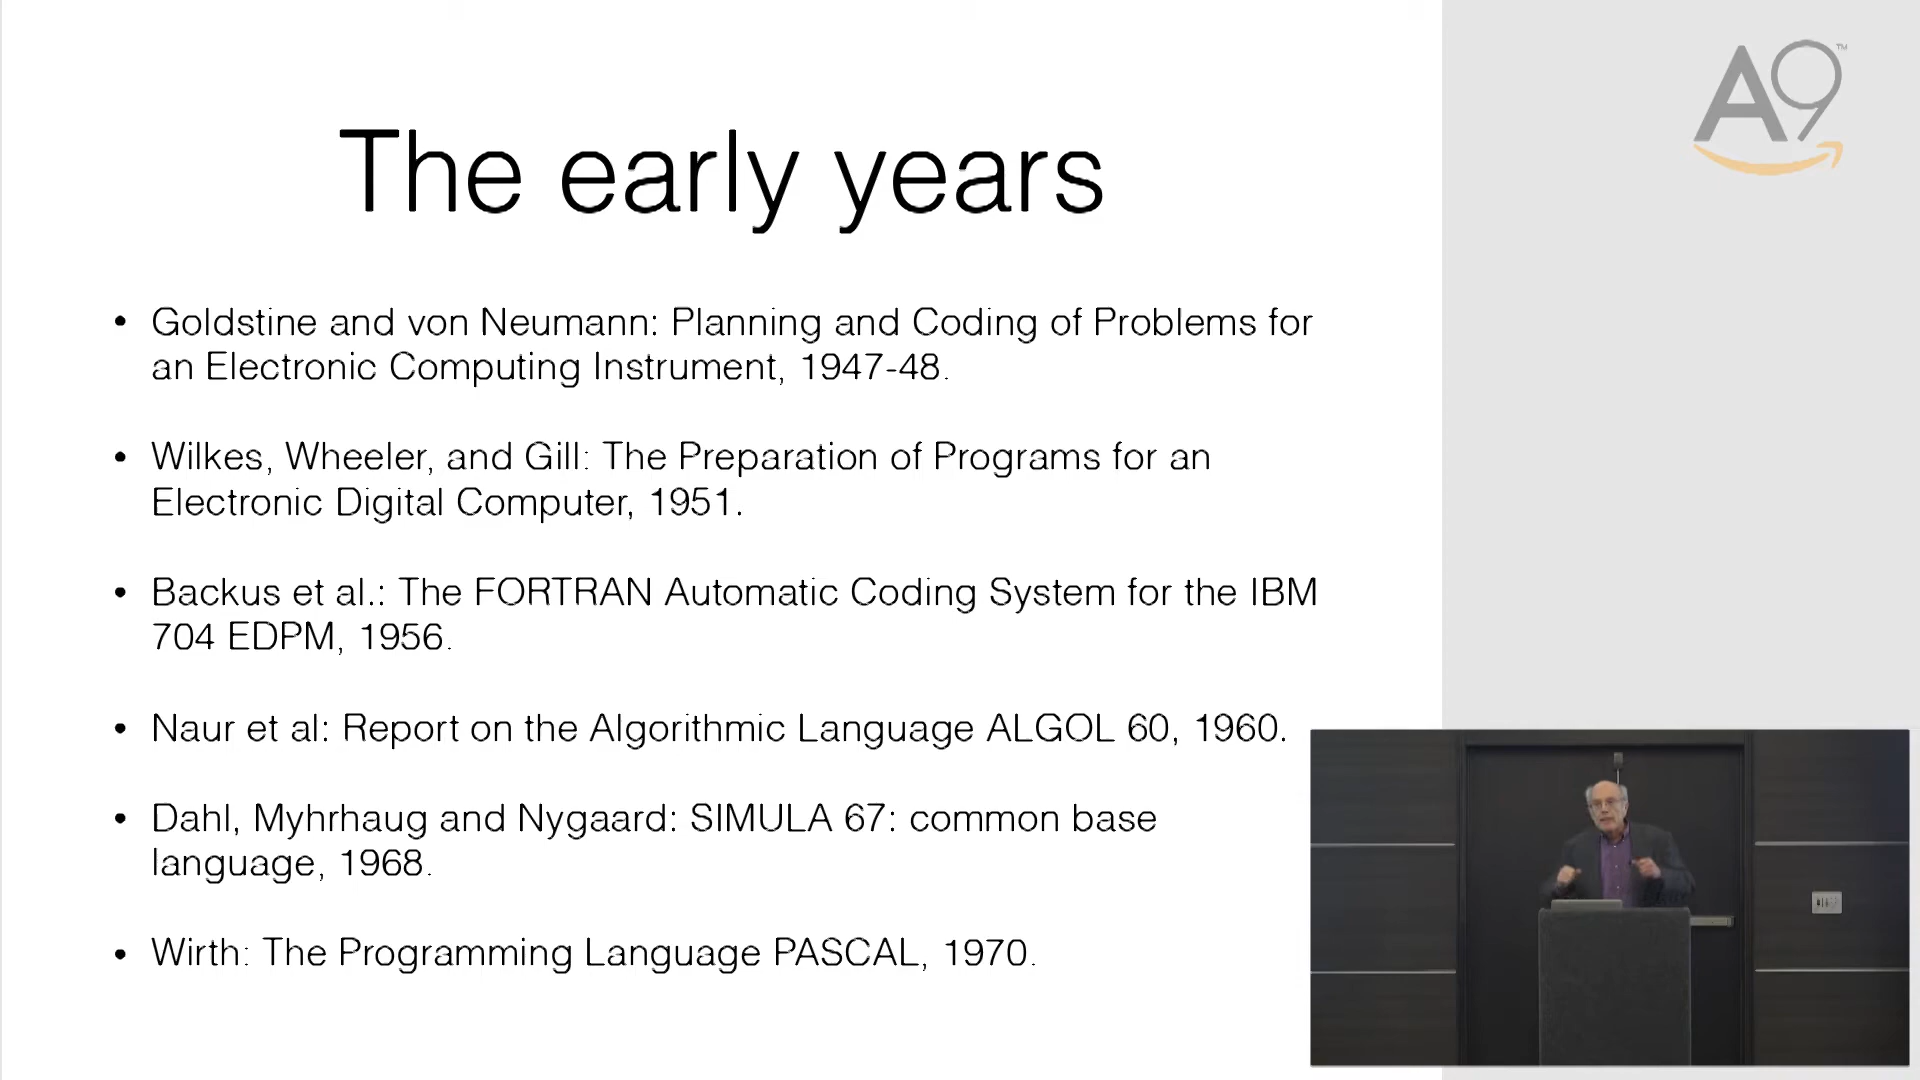 The early years
• Goldstine and von Neumann: Planning and Coding of Problems for
an Electronic Computing Instrument, 1947-48.
• Wilkes, Wheeler, and Gill: The Preparation of Programs for an
Electronic Digital Computer, 1951.
• Backus et al.: The FORTRAN Automatic Coding System for the IBM
704 EDPM, 1956.
• Naur et al: Report on the Algorithmic Language ALGOL 60, 1960.
• Dahl, Myhrhaug and Nygaard: SIMULA 67: common base
language, 1968.
• Wirth: The Programming Language PASCAL, 1970.
A9™